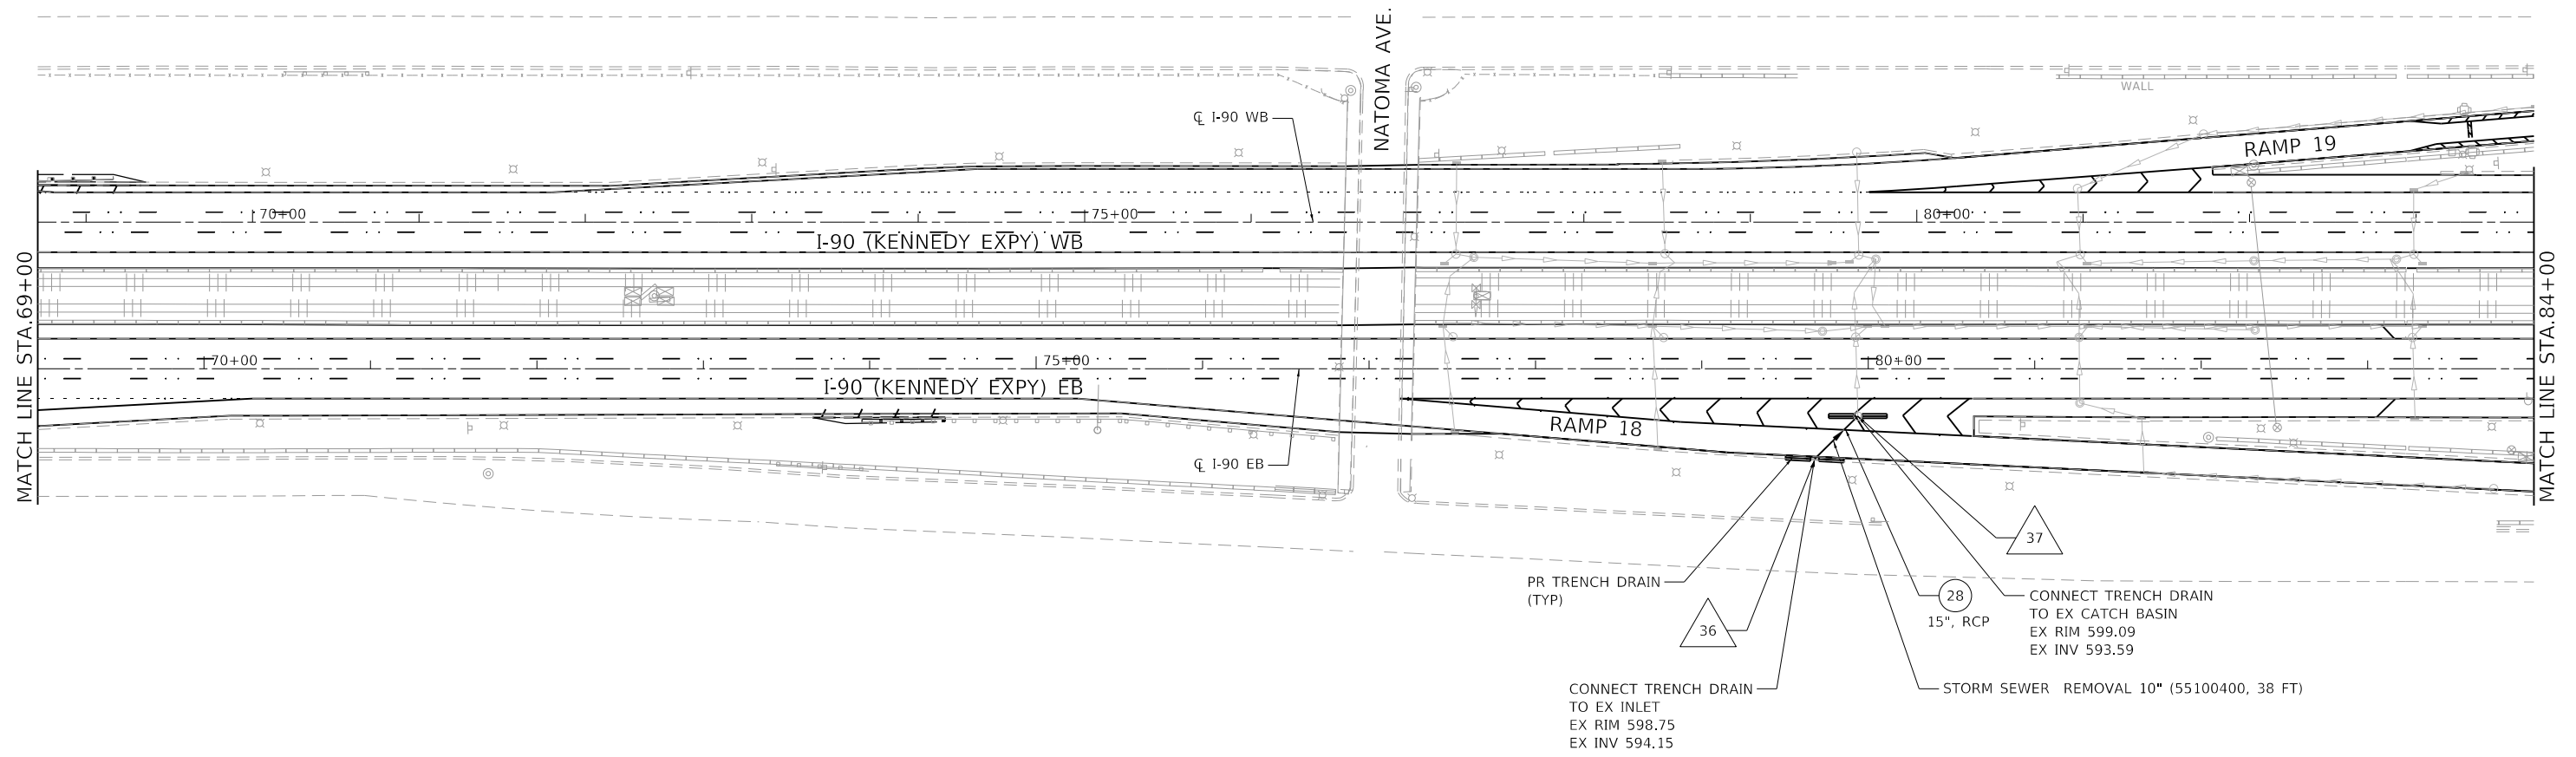 NATOMA AVE.
WALL
℄ I-90 WB
RAMP 19
70+00
75+00
80+00
I-90 (KENNEDY EXPY) WB
MATCH LINE STA.69+00
MATCH LINE STA.84+00
70+00
75+00
80+00
I-90 (KENNEDY EXPY) EB
RAMP 18
℄ I-90 EB
37
PR TRENCH DRAIN
(TYP)
28
15", RCP
CONNECT TRENCH DRAIN
TO EX CATCH BASIN
EX RIM 599.09
EX INV 593.59
36
CONNECT TRENCH DRAIN
TO EX INLET
EX RIM 598.75
EX INV 594.15
STORM SEWER REMOVAL 10" (55100400, 38 FT)